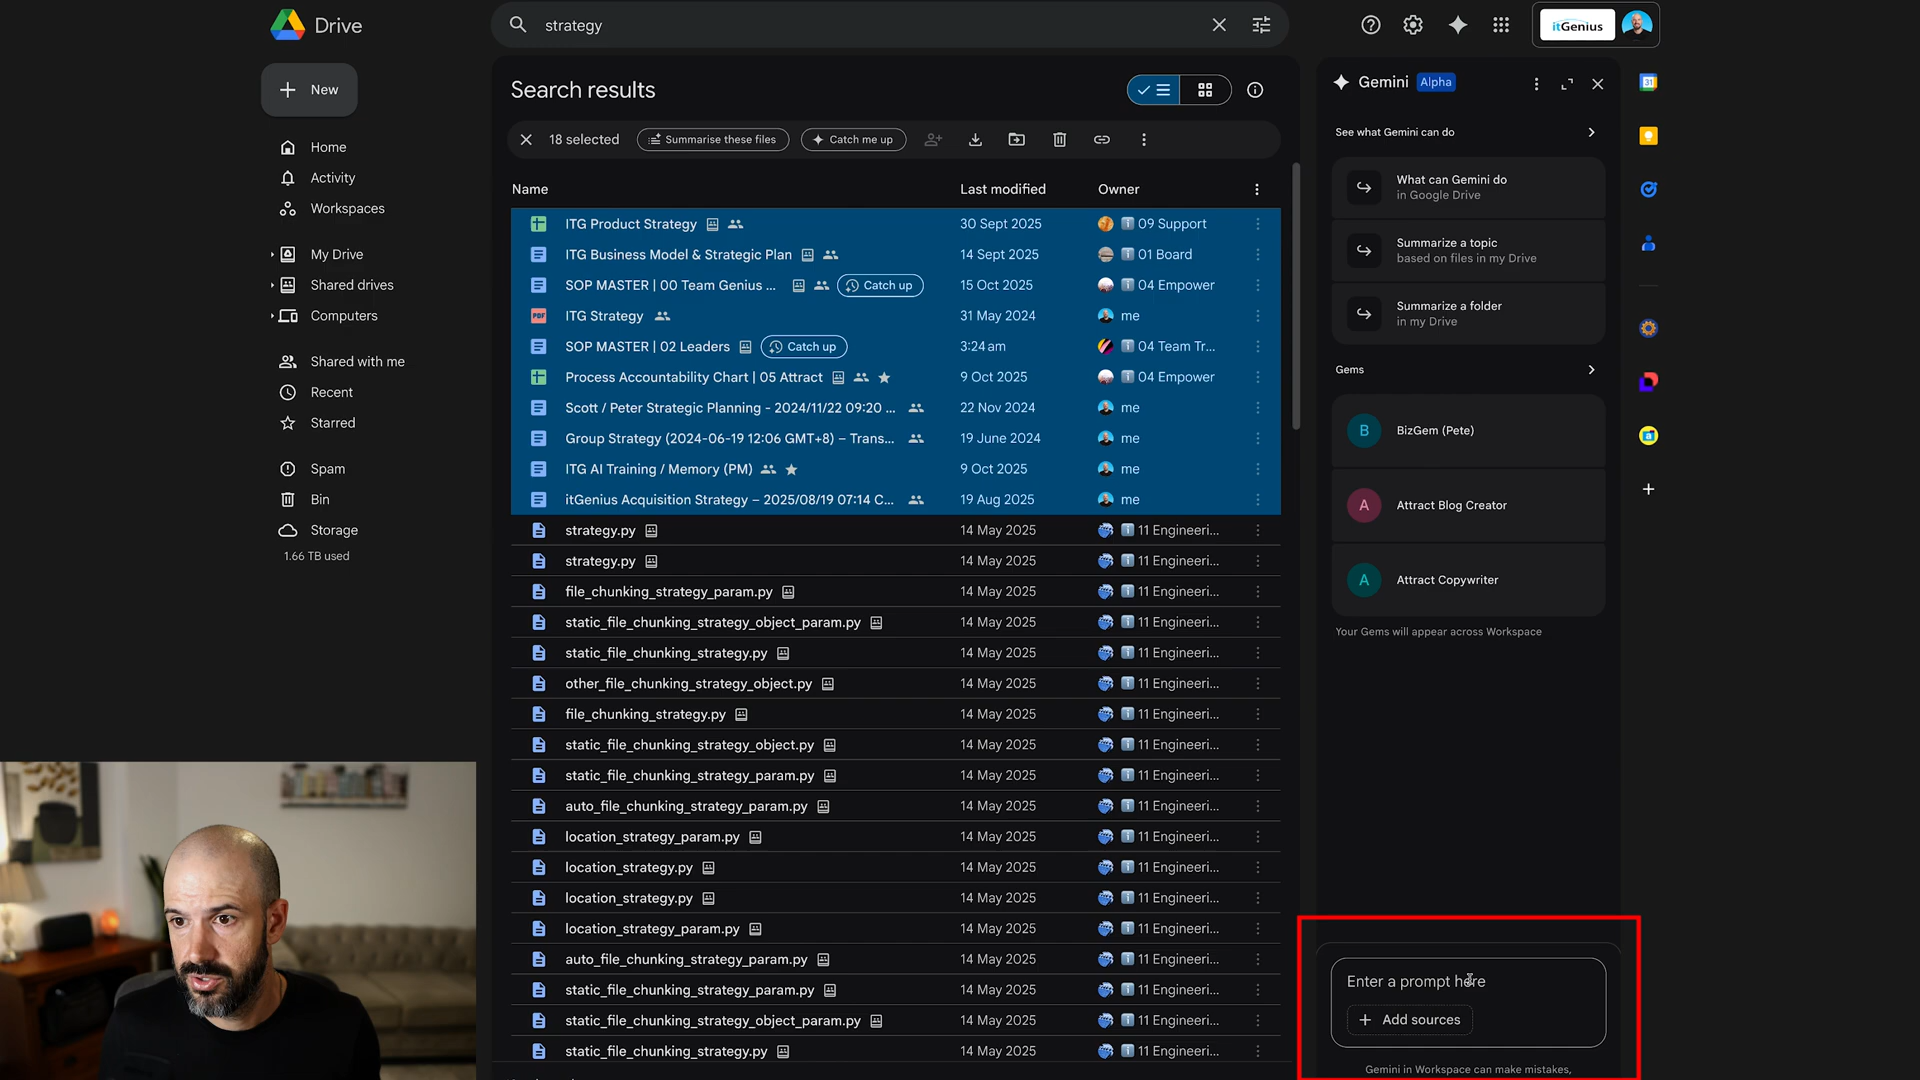 Drive
strategy
itGenius
New
Home
Activity
Workspaces
My Drive
Shared drives
Computers
Shared with me
Recent
Starred
Spam
Bin
Storage
1.66 TB used
Search results
18 selected
Summarise these files
Catch me up
Name Last modified Owner
ITG Product Strategy 30 Sept 2025 09 Support
ITG Business Model & Strategic Plan 14 Sept 2025 01 Board
SOP MASTER | 00 Team Genius ... Catch up 15 Oct 2025 04 Empower
PDF ITG Strategy 31 May 2024 me
SOP MASTER | 02 Leaders Catch up 3:24 am 04 Team Tr...
Process Accountability Chart | 05 Attract 9 Oct 2025 04 Empower
Scott / Peter Strategic Planning - 2024/11/22 09:20 ... 22 Nov 2024 me
Group Strategy (2024-06-19 12:06 GMT+8) – Trans... 19 June 2024 me
ITG AI Training / Memory (PM) 9 Oct 2025 me
itGenius Acquisition Strategy – 2025/08/19 07:14 C... 19 Aug 2025 me
strategy.py 14 May 2025 11 Engineeri...
strategy.py 14 May 2025 11 Engineeri...
file_chunking_strategy_param.py 14 May 2025 11 Engineeri...
static_file_chunking_strategy_object_param.py 14 May 2025 11 Engineeri...
static_file_chunking_strategy.py 14 May 2025 11 Engineeri...
other_file_chunking_strategy_object.py 14 May 2025 11 Engineeri...
file_chunking_strategy.py 14 May 2025 11 Engineeri...
static_file_chunking_strategy_object.py 14 May 2025 11 Engineeri...
static_file_chunking_strategy_param.py 14 May 2025 11 Engineeri...
auto_file_chunking_strategy_param.py 14 May 2025 11 Engineeri...
location_strategy_param.py 14 May 2025 11 Engineeri...
location_strategy.py 14 May 2025 11 Engineeri...
location_strategy.py 14 May 2025 11 Engineeri...
location_strategy_param.py 14 May 2025 11 Engineeri...
auto_file_chunking_strategy_param.py 14 May 2025 11 Engineeri...
static_file_chunking_strategy_param.py 14 May 2025 11 Engineeri...
static_file_chunking_strategy_object_param.py 14 May 2025 11 Engineeri...
static_file_chunking_strategy.py 14 May 2025 11 Engineeri...
Gemini Alpha
See what Gemini can do
What can Gemini do
in Google Drive
Summarize a topic
based on files in my Drive
Summarize a folder
in my Drive
Gems
B BizGem (Pete)
A Attract Blog Creator
A Attract Copywriter
Your Gems will appear across Workspace
Enter a prompt here
Add sources
Gemini in Workspace can make mistakes,
31